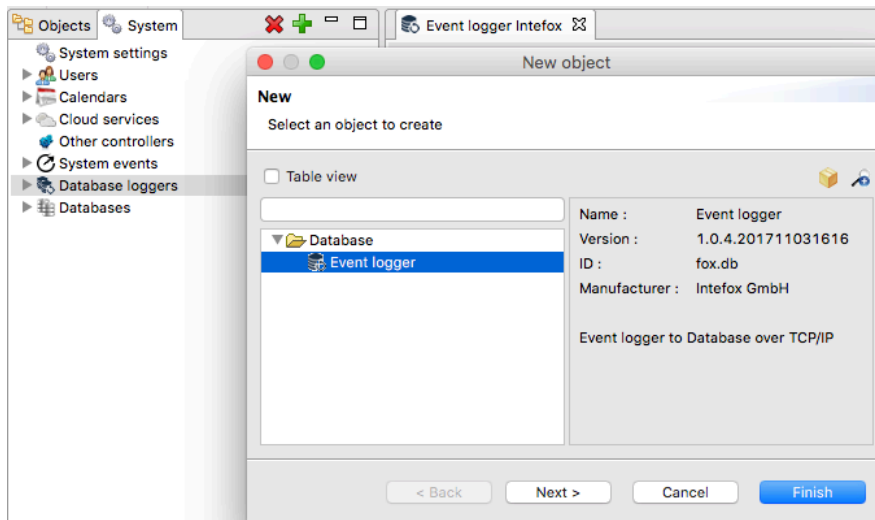 Objects System Event logger Intefox
System settings
Users
Calendars
Cloud services
Other controllers
System events
Database loggers
Databases
New object
New
Select an object to create
Table view
Database
Event logger
Name : Event logger
Version : 1.0.4.201711031616
ID : fox.db
Manufacturer : Intefox GmbH
Event logger to Database over TCP/IP
< Back Next > Cancel Finish